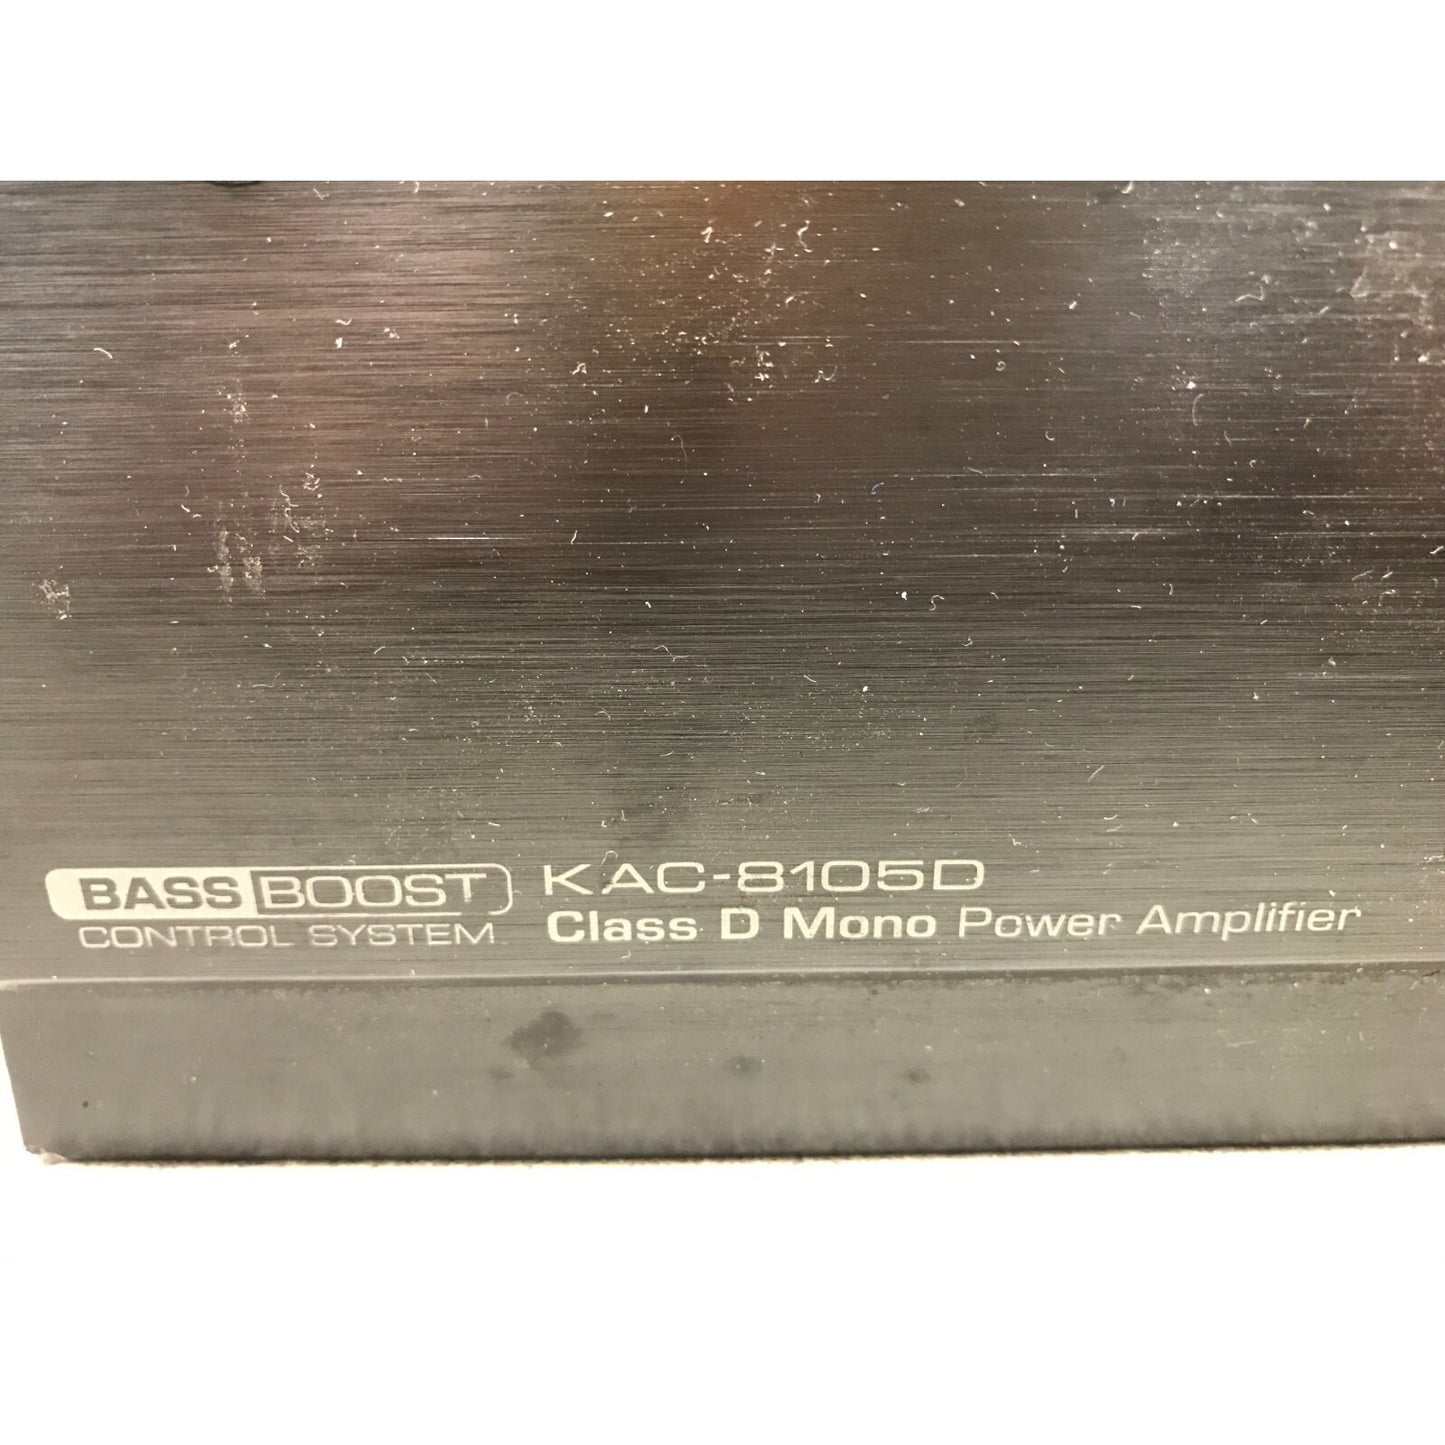 BASS BOOST
CONTROL SYSTEM
KAC-8105D
Class D Mono Power Amplifier